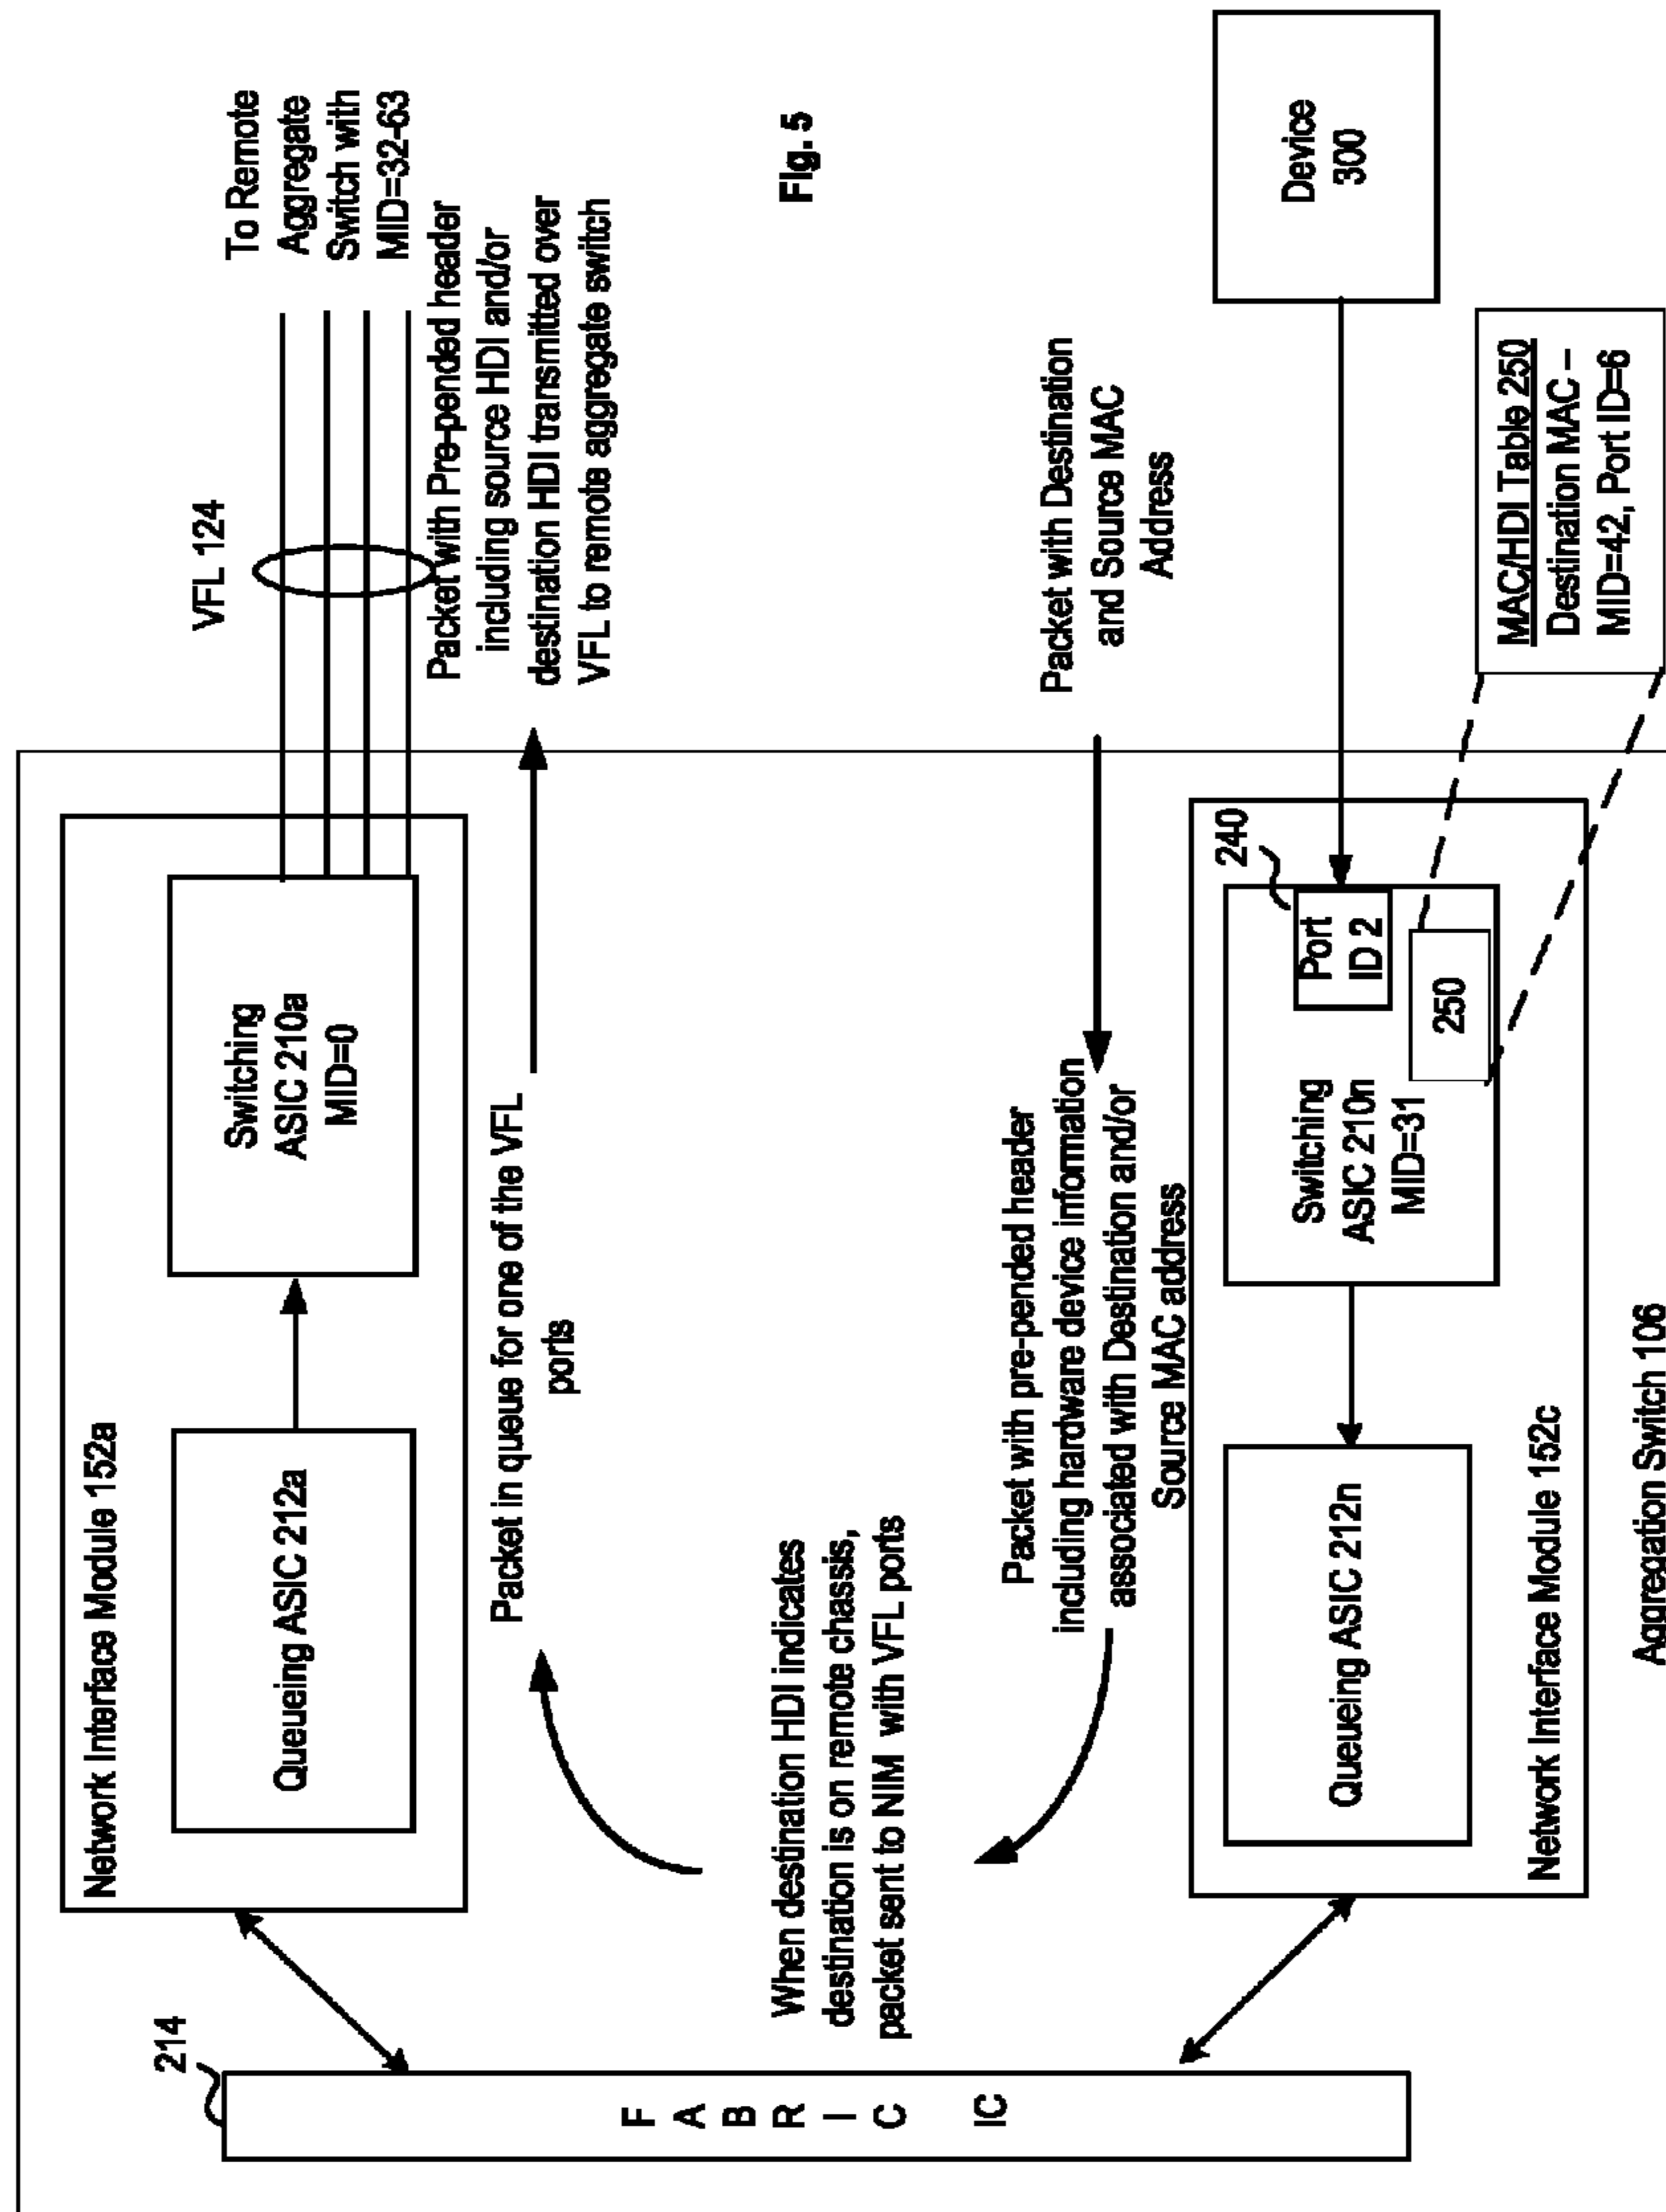 214
FABRIC IC
Network Interface Module 152a
Queueing ASIC 212a
Switching
ASIC 210a
MID=0
VFL 124
To Remote
Aggregate
Switch with
MID=32-63
Packet in queue for one of the VFL
ports
Packet with Pre-pended header
including source HDI and/or
destination HDI transmitted over
VFL to remote aggregate switch
Fig. 5
When destination HDI indicates
destination is on remote chassis,
packet sent to NIM with VFL ports
Packet with pre-pended header
including hardware device information
associated with Destination and/or
Source MAC address
Packet with Destination
and Source MAC
Address
Device
300
240
Port
ID 2
250
Switching
ASIC 210n
MID=31
Queueing ASIC 212n
Network Interface Module 152c
MAC/HDI Table 250
Destination MAC –
MID=42, Port ID=6
Aggregation Switch 106